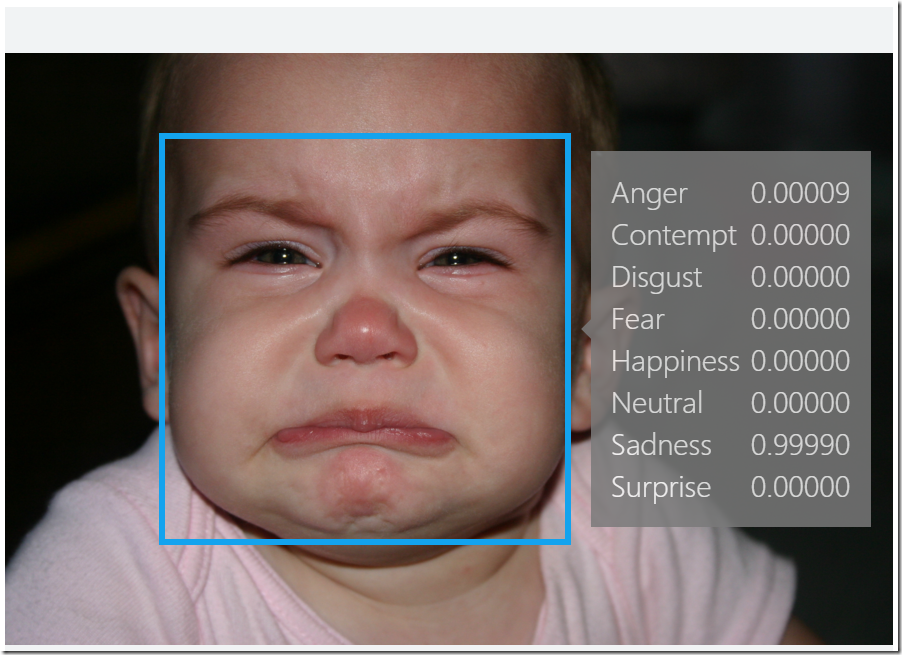 Anger 0.00009
Contempt 0.00000
Disgust 0.00000
Fear 0.00000
Happiness 0.00000
Neutral 0.00000
Sadness 0.99990
Surprise 0.00000